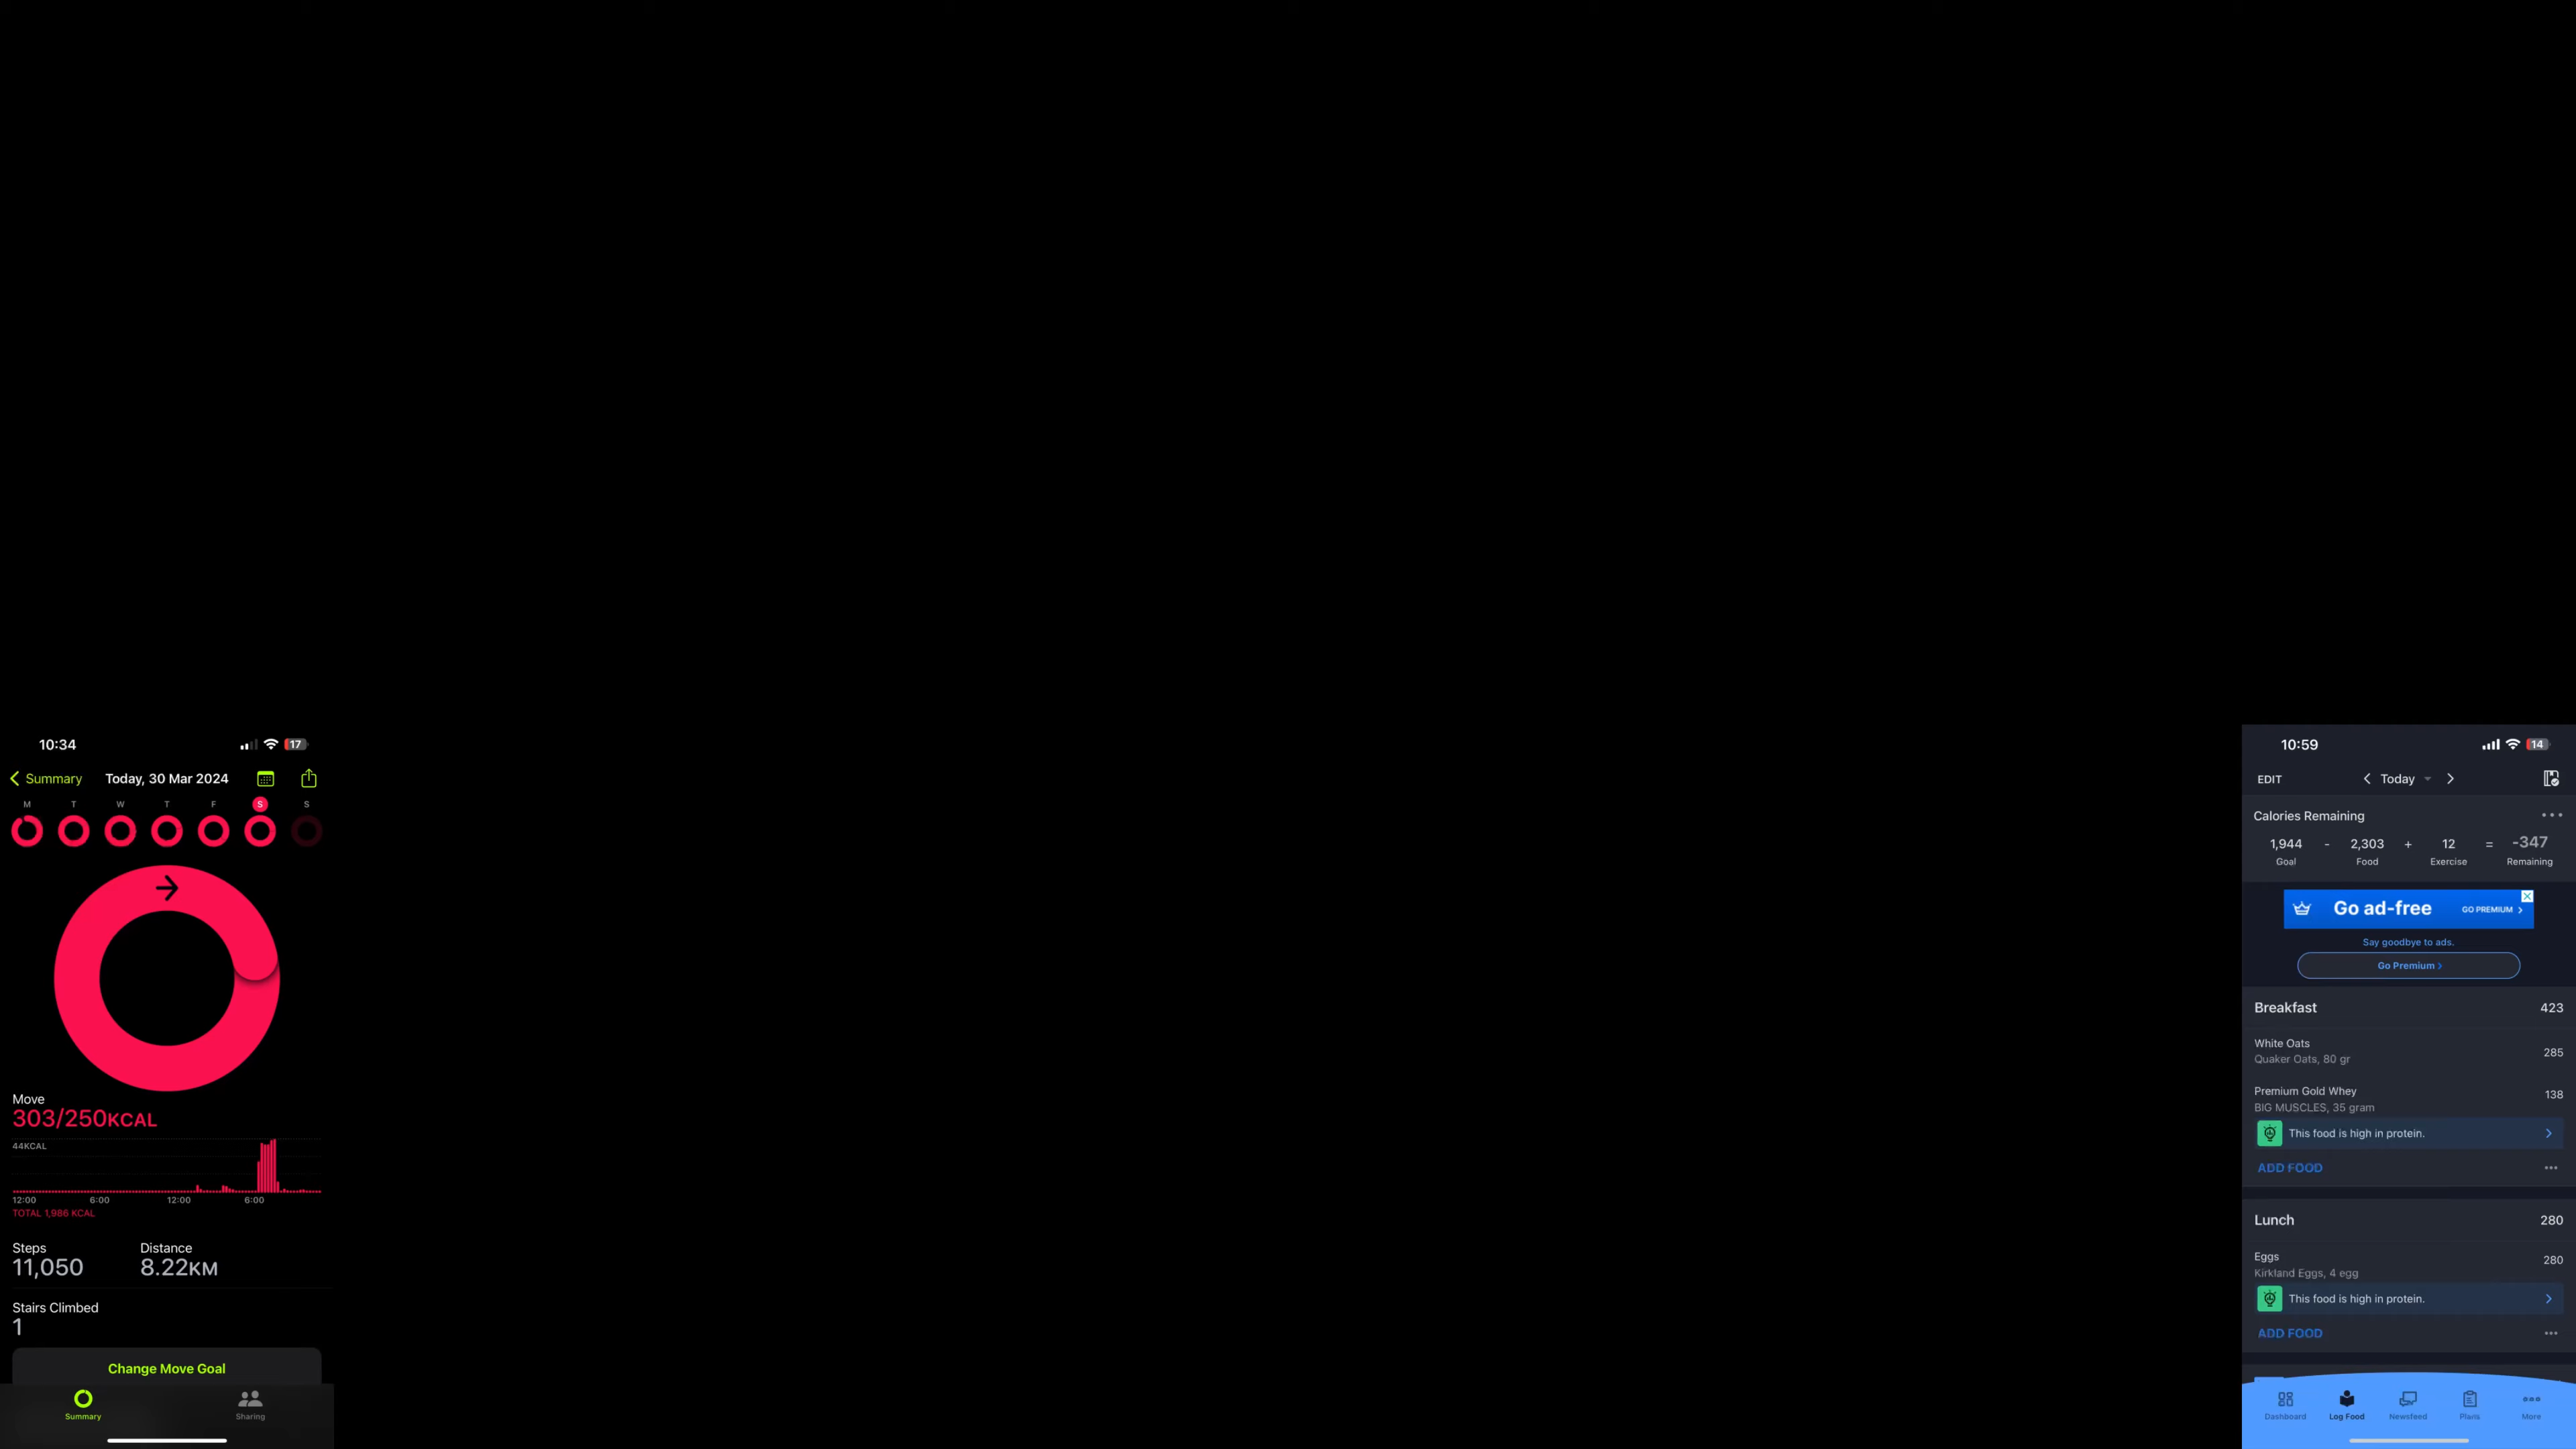 10:34
17
Summary
Today, 30 Mar 2024
M T W T F S S
Move
303/250KCAL
44KCAL
12:00 6:00 12:00 6:00
TOTAL 1,986 KCAL
Steps
11,050
Distance
8.22KM
Stairs Climbed
1
Change Move Goal
Summary
Sharing
10:59
14
EDIT
Today
Calories Remaining
1,944 - 2,303 + 12 = -347
Goal Food Exercise Remaining
Go ad-free
GO PREMIUM
Say goodbye to ads.
Go Premium
Breakfast 423
White Oats
Quaker Oats, 80 gr
285
Premium Gold Whey
BIG MUSCLES, 35 gram
138
This food is high in protein.
ADD FOOD
Lunch 280
Eggs
Kirkland Eggs, 4 egg
280
This food is high in protein.
ADD FOOD
Dashboard
Log Food
Newsfeed
Plans
More